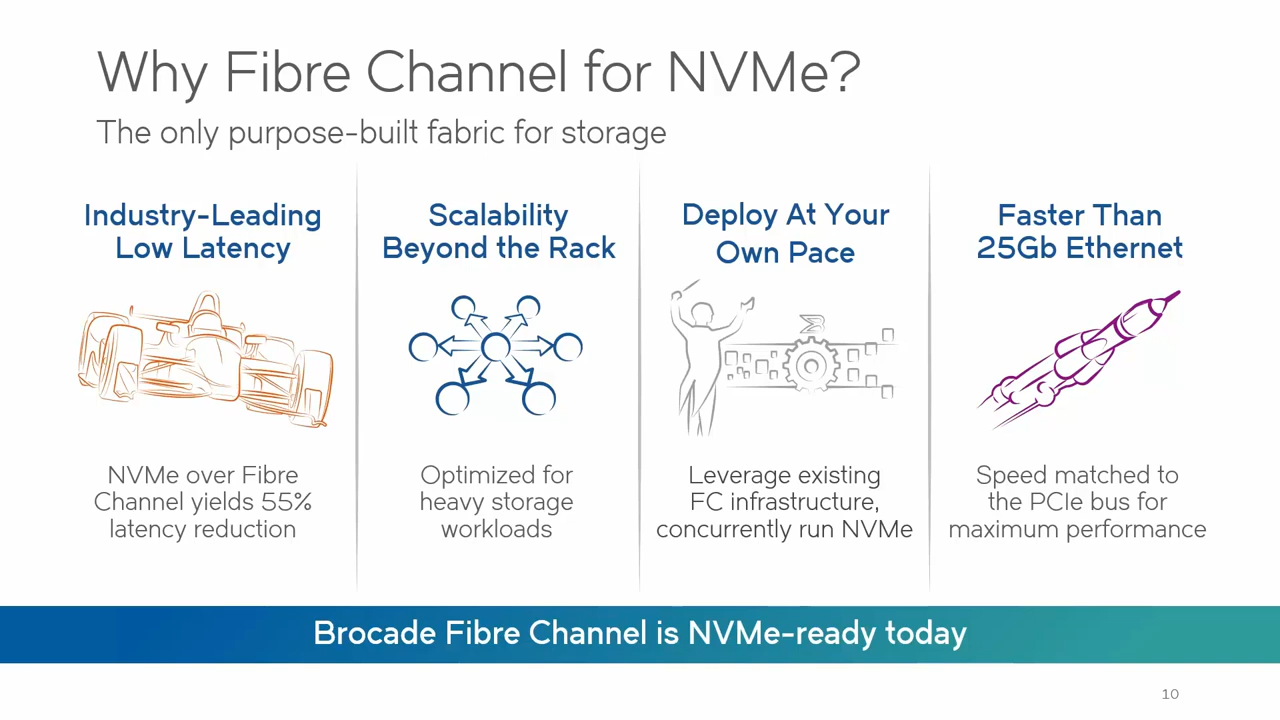 Why Fibre Channel for NVMe?
The only purpose-built fabric for storage
Industry-Leading
Low Latency
NVMe over Fibre
Channel yields 55%
latency reduction
Scalability
Beyond the Rack
Optimized for
heavy storage
workloads
Deploy At Your
Own Pace
Leverage existing
FC infrastructure,
concurrently run NVMe
Faster Than
25Gb Ethernet
Speed matched to
the PCIe bus for
maximum performance
Brocade Fibre Channel is NVMe-ready today
10